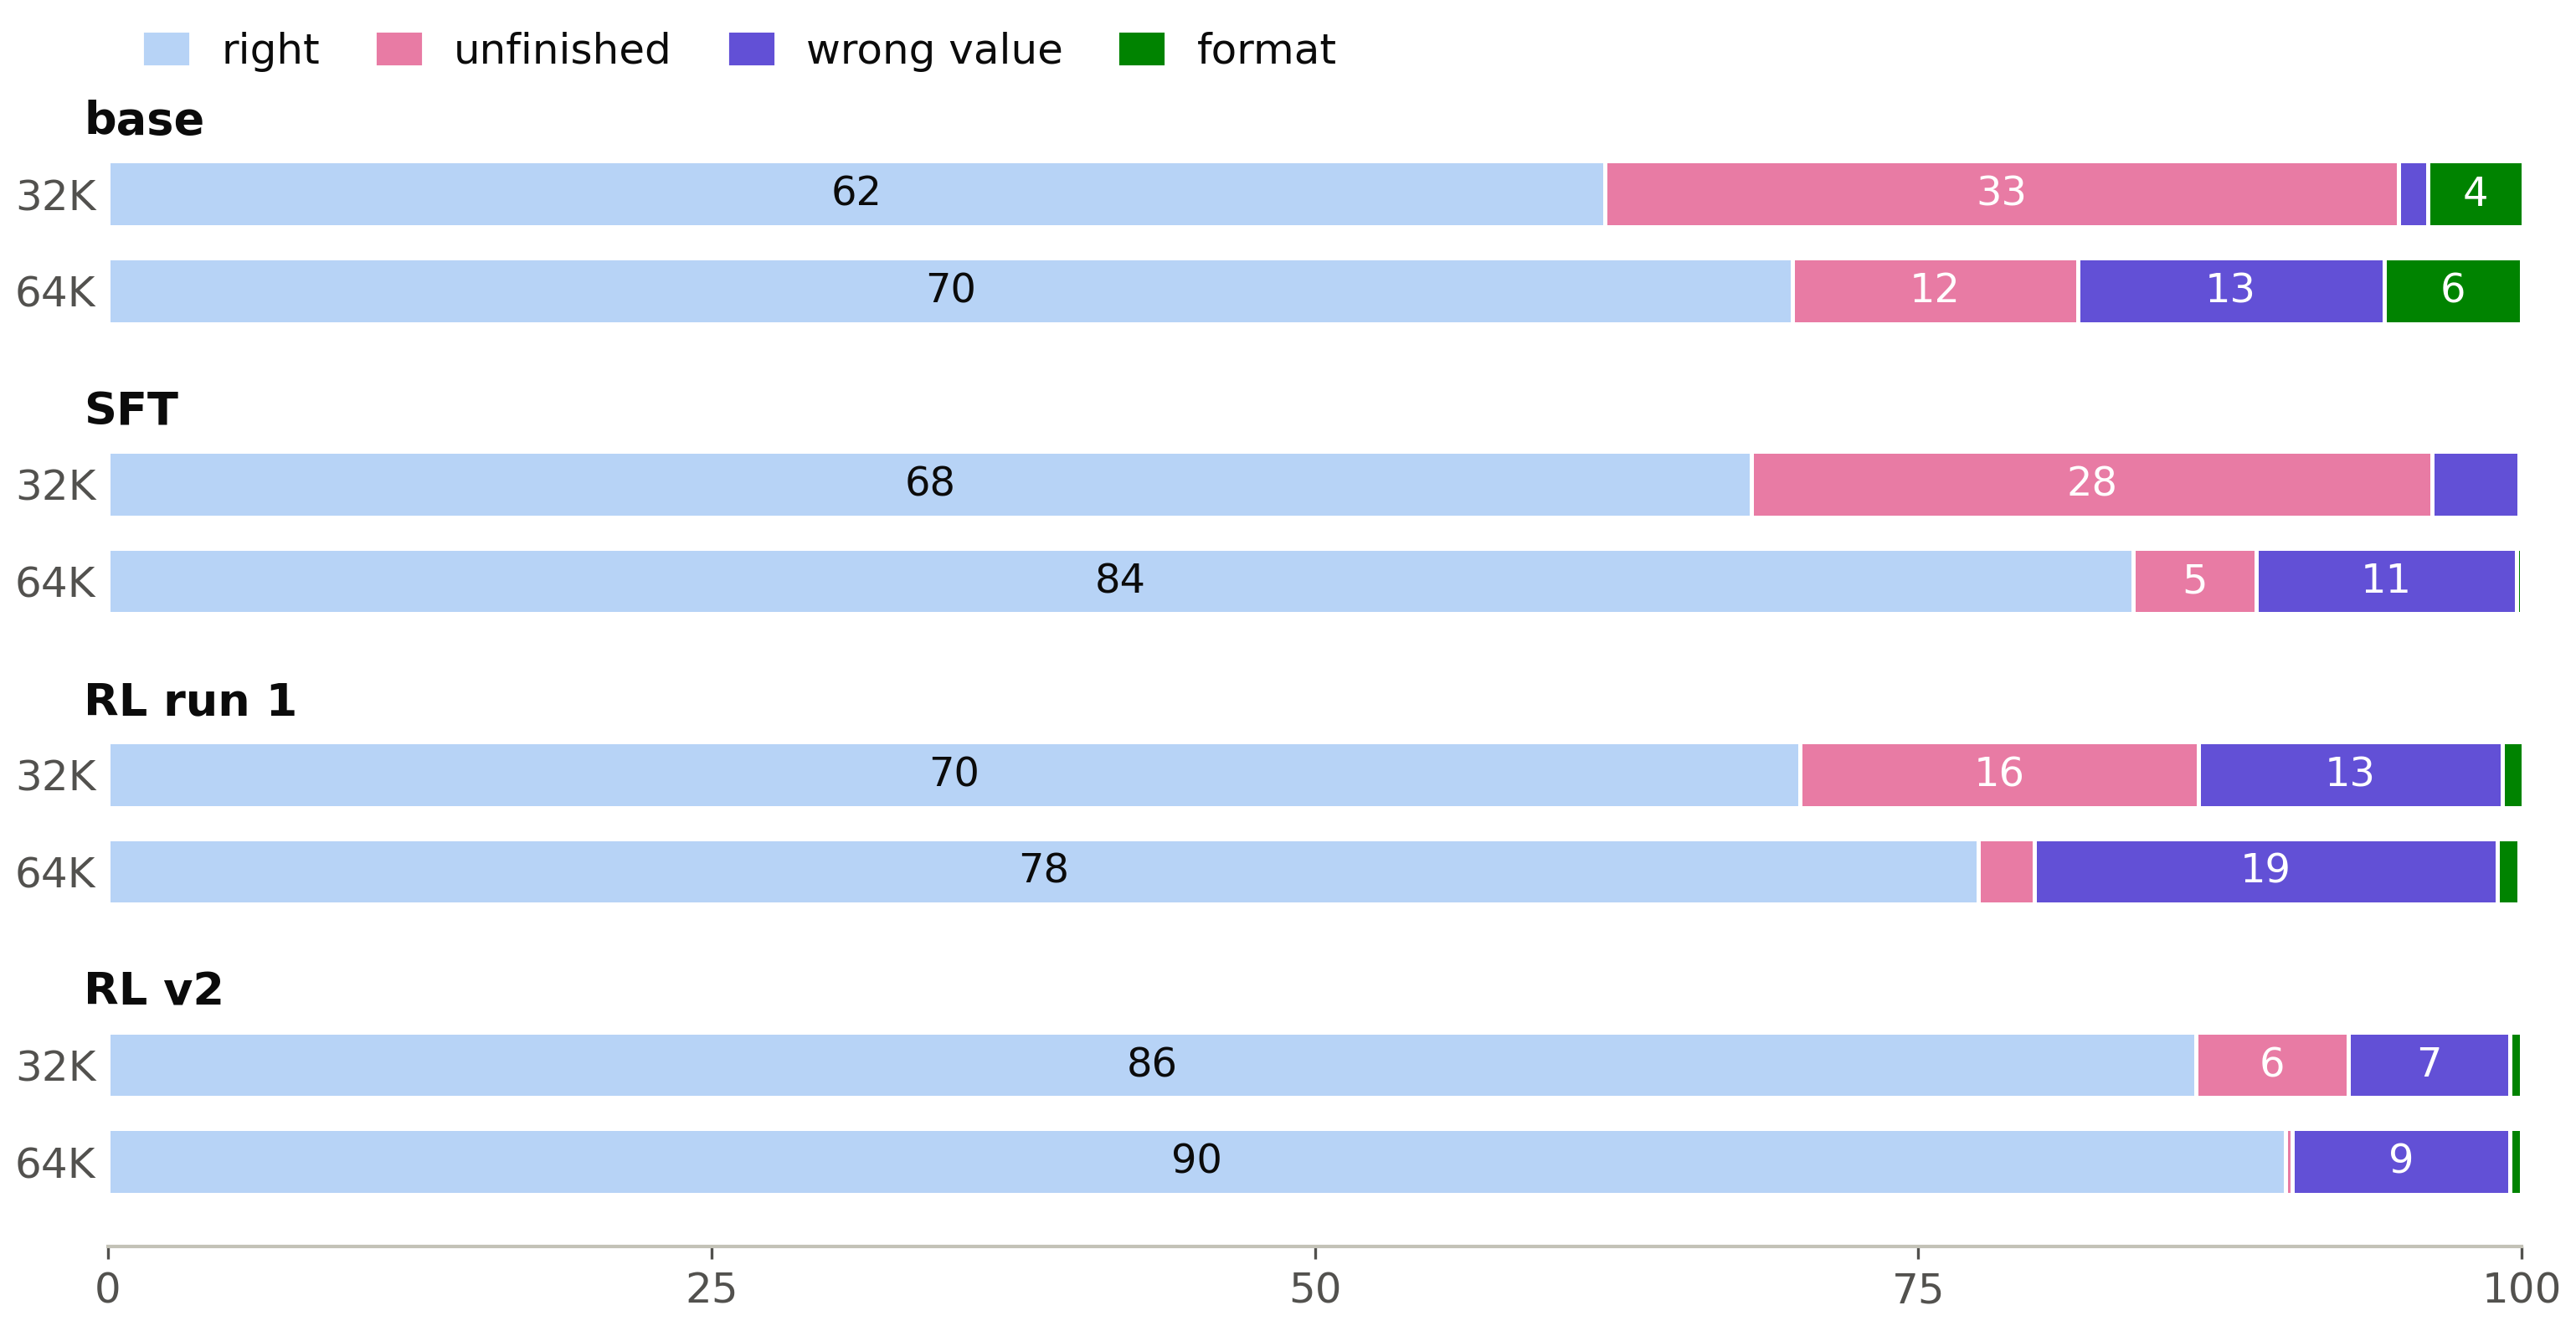 right unfinished wrong value format
base
32K 62 33 4
64K 70 12 13 6
SFT
32K 68 28
64K 84 5 11
RL run 1
32K 70 16 13
64K 78 19
RL v2
32K 86 6 7
64K 90 9
0 25 50 75 100